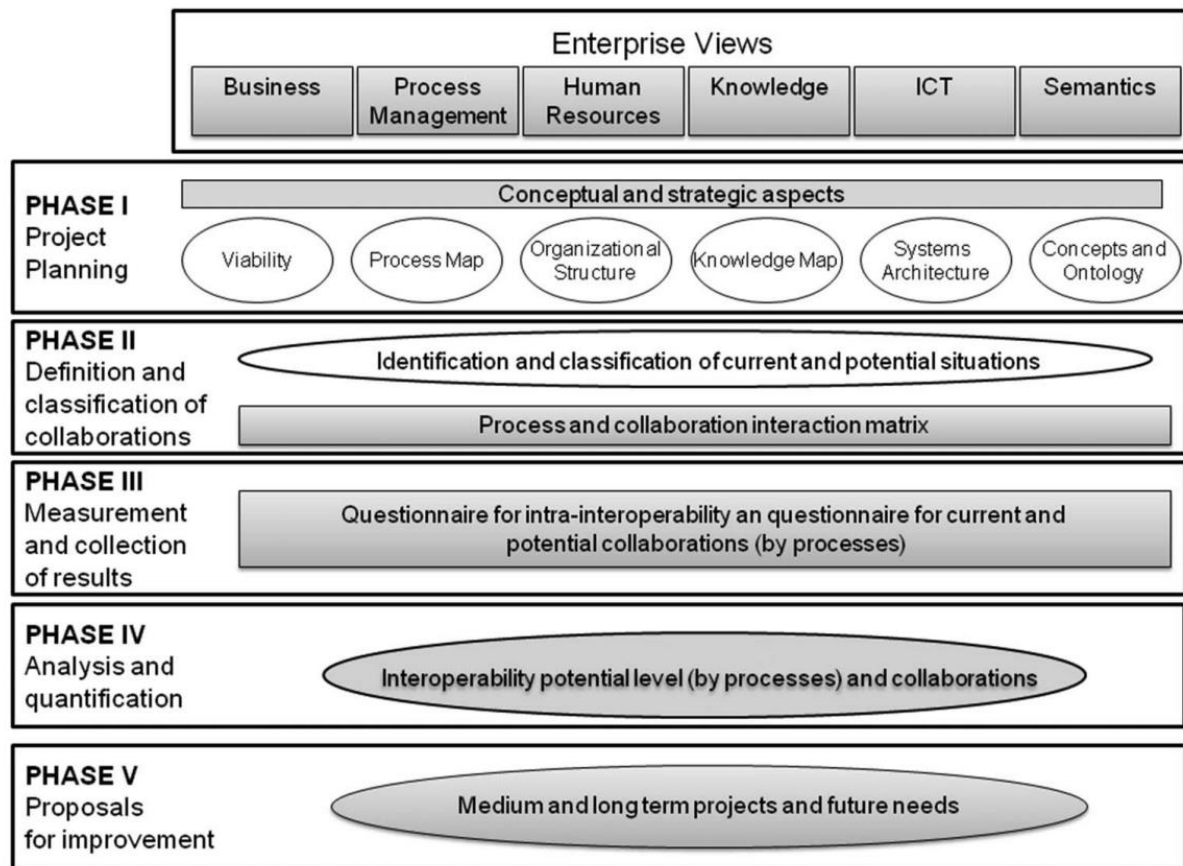 Enterprise Views
Business
Process
Management
Human
Resources
Knowledge
ICT
Semantics
PHASE I
Project
Planning
Conceptual and strategic aspects
Viability
Process Map
Organizational
Structure
Knowledge Map
Systems
Architecture
Concepts and
Ontology
PHASE II
Definition and
classification of
collaborations
Identification and classification of current and potential situations
Process and collaboration interaction matrix
PHASE III
Measurement
and collection
of results
Questionnaire for intra-interoperability an questionnaire for current and
potential collaborations (by processes)
PHASE IV
Analysis and
quantification
Interoperability potential level (by processes) and collaborations
PHASE V
Proposals
for improvement
Medium and long term projects and future needs